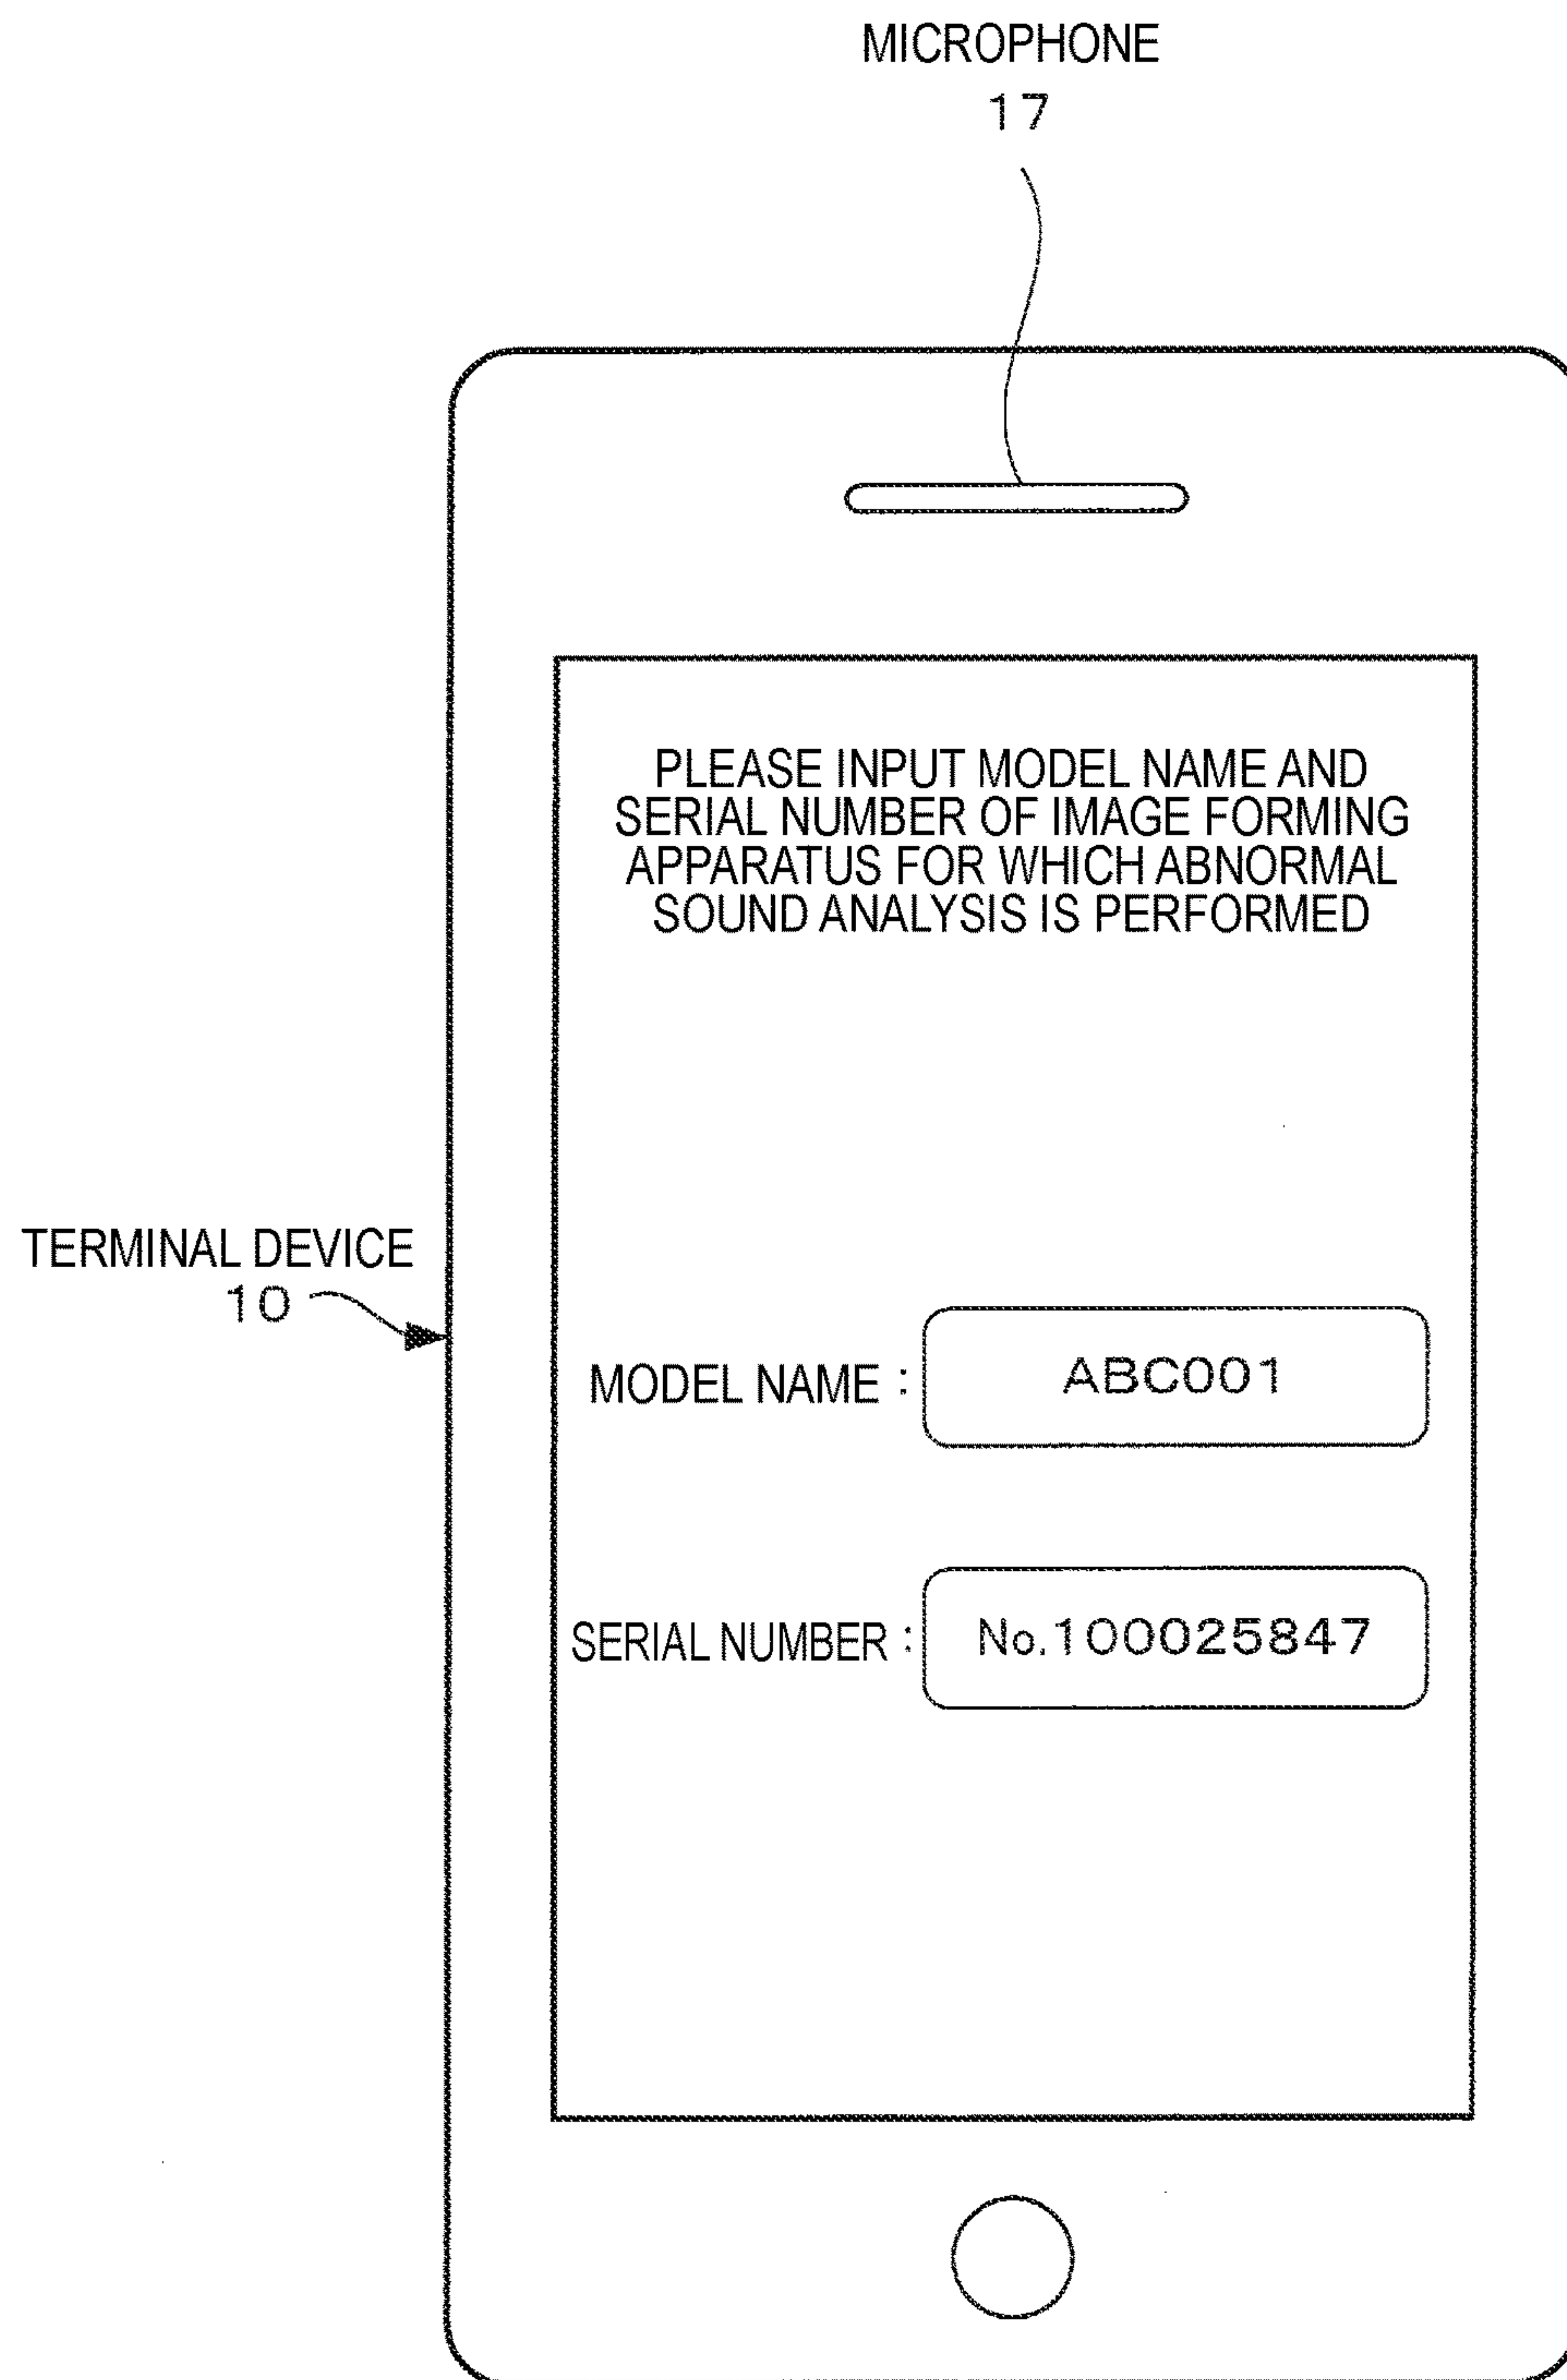 MICROPHONE
17
PLEASE INPUT MODEL NAME AND
SERIAL NUMBER OF IMAGE FORMING
APPARATUS FOR WHICH ABNORMAL
SOUND ANALYSIS IS PERFORMED
TERMINAL DEVICE
10
MODEL NAME : ABC001
SERIAL NUMBER : No.100025847